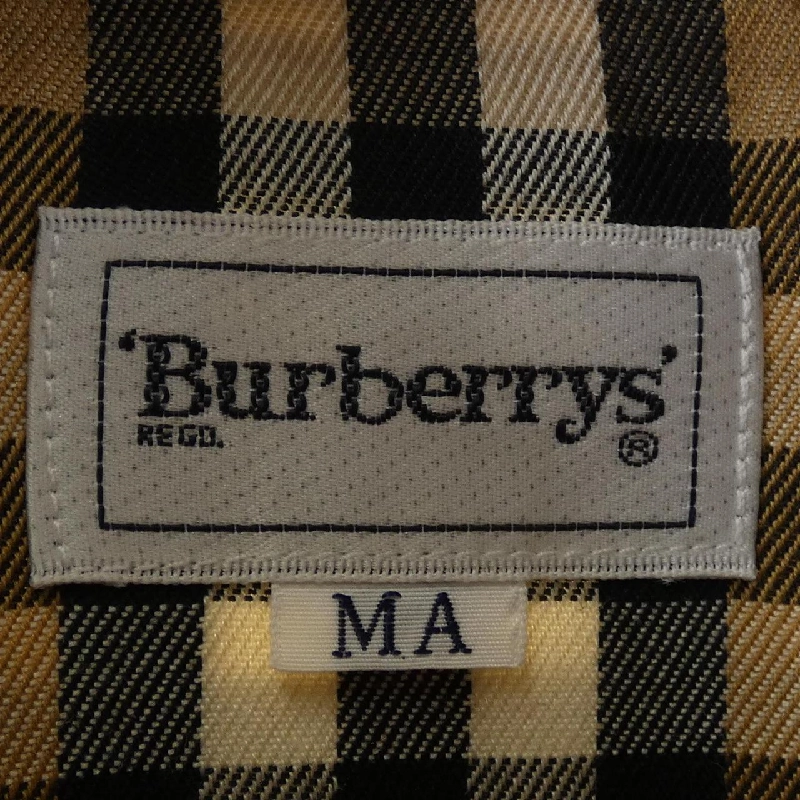 'Burberrys'
REGD. ®
MA